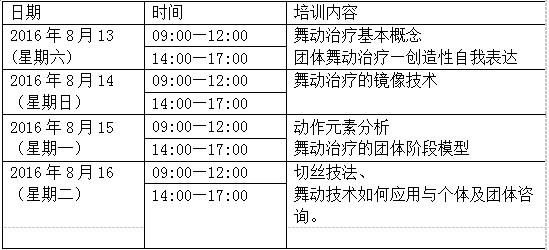 日期 时间 培训内容
2016 年 8 月 13 09:00—12:00 舞动治疗基本概念
(星期六) 14:00—17:00 团体舞动治疗—创造性自我表达
2016 年 8 月 14 09:00—12:00 舞动治疗的镜像技术
（星期日） 14:00—17:00
2016 年 8 月 15 09:00—12:00 动作元素分析
（星期一） 14:00—17:00 舞动治疗的团体阶段模型
2016 年 8 月 16 09:00—12:00 切丝技法、
（星期二） 14:00—17:00 舞动技术如何应用与个体及团体咨
询。